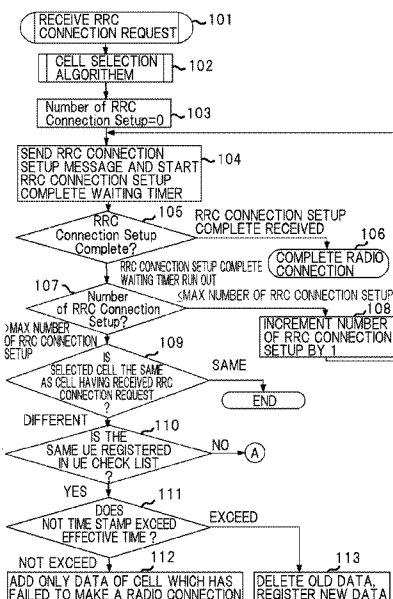 RECEIVE RRC
CONNECTION REQUEST
101
CELL SELECTION
ALGORITHEM
102
Number of RRC
Connection Setup=0
103
SEND RRC CONNECTION
SETUP MESSAGE AND START
RRC CONNECTION SETUP
COMPLETE WAITING TIMER
104
RRC
Connection Setup
Complete?
105
RRC CONNECTION SETUP
COMPLETE RECEIVED
106
COMPLETE RADIO
CONNECTION
RRC CONNECTION SETUP COMPLETE
WAITING TIMER RUN OUT
107
Number
of RRC Connection
Setup?
≤MAX NUMBER OF RRC CONNECTION SETUP
108
INCREMENT NUMBER
OF RRC CONNECTION
SETUP BY 1
>MAX NUMBER
OF RRC CONNECTION
SETUP
109
IS
SELECTED CELL THE SAME
AS CELL HAVING RECEIVED RRC
CONNECTION REQUEST
?
SAME
END
DIFFERENT
110
IS THE
SAME UE REGISTERED
IN UE CHECK LIST
?
NO
A
YES
111
DOES
NOT TIME STAMP EXCEED
EFFECTIVE TIME ?
EXCEED
NOT EXCEED
112
ADD ONLY DATA OF CELL WHICH HAS
FAILED TO MAKE A RADIO CONNECTION
113
DELETE OLD DATA,
REGISTER NEW DATA